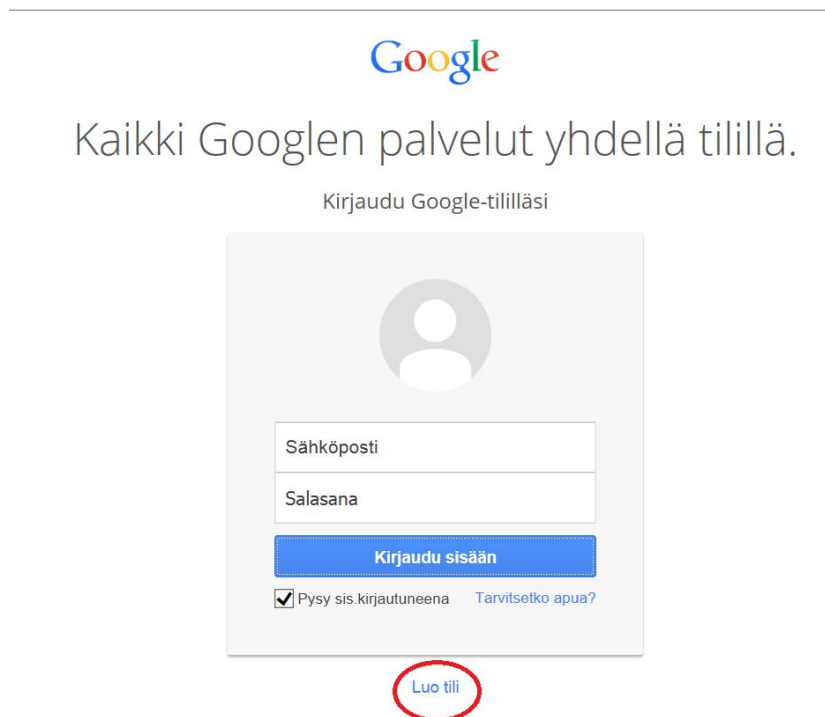 Google
Kaikki Googlen palvelut yhdellä tilillä.
Kirjaudu Google-tililläsi
Sähköposti
Salasana
Kirjaudu sisään
Pysy sis.kirjautuneena Tarvitsetko apua?
Luo tili